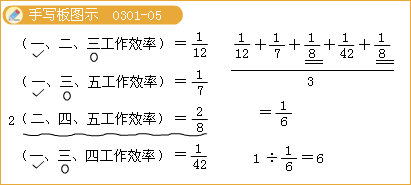 手写板图示 0301-05
(一、二、三工作效率) = 1/12
(一、三、五工作效率) = 1/7
2(二、四、五工作效率) = 2/8
(一、三、四工作效率) = 1/42
(1/12 + 1/7 + 1/8 + 1/42 + 1/8)/3
= 1/6
1 ÷ 1/6 = 6